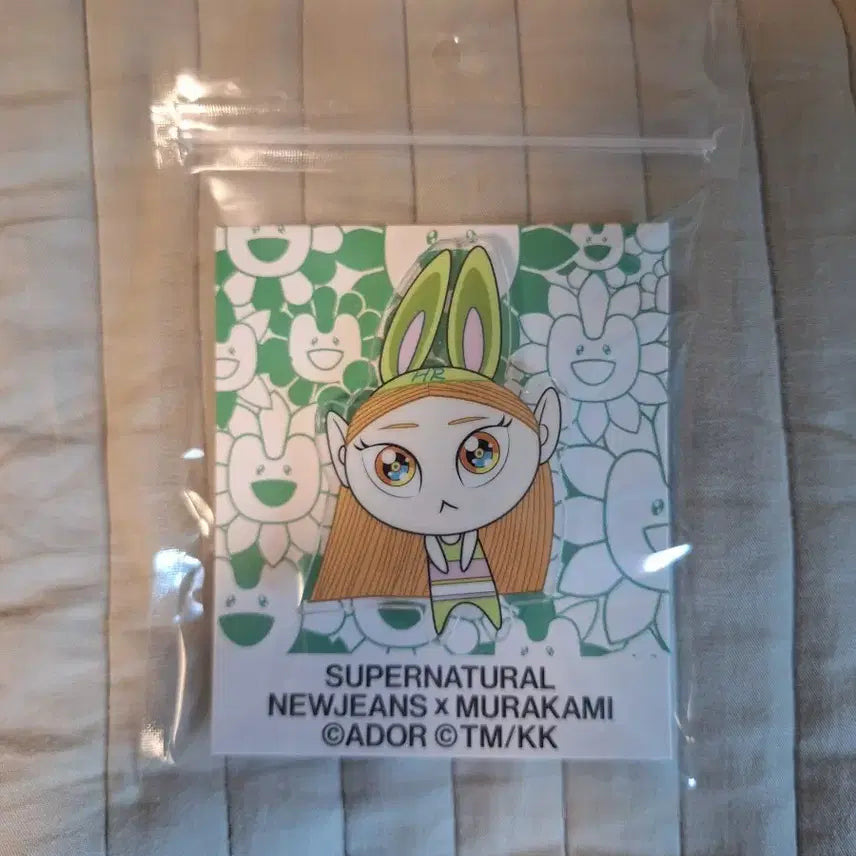 HR
SUPERNATURAL
NEWJEANS x MURAKAMI
©ADOR ©TM/KK